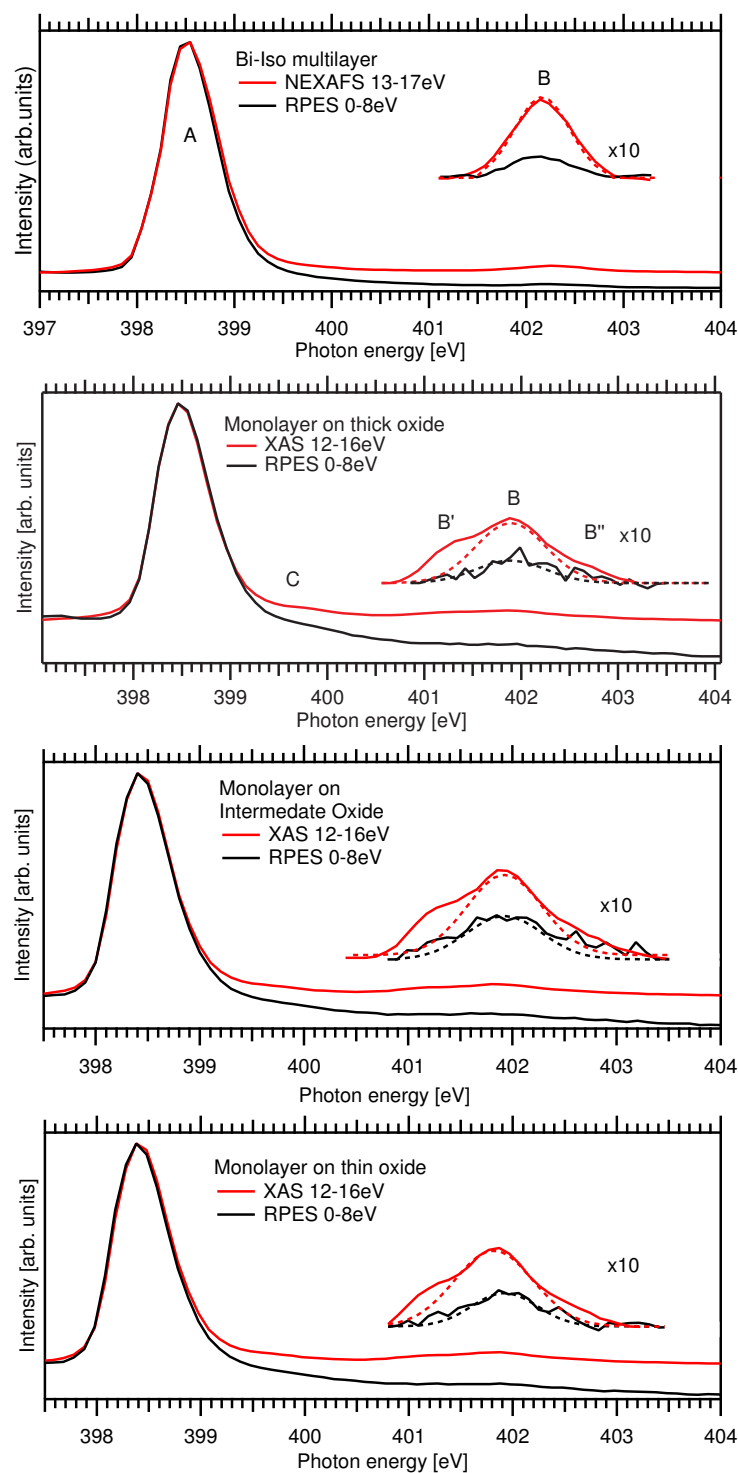 Intensity (arb.units)
Bi-Iso multilayer
NEXAFS 13-17eV
RPES 0-8eV
A
B
x10
397 398 399 400 401 402 403 404
Photon energy [eV]
Intensity [arb. units]
Monolayer on thick oxide
XAS 12-16eV
RPES 0-8eV
B' B B" x10
C
398 399 400 401 402 403 404
Photon energy [eV]
Intensity [arb. units]
Monolayer on
Intermedate Oxide
XAS 12-16eV
RPES 0-8eV
x10
398 399 400 401 402 403 404
Photon energy [eV]
Intensity [arb. units]
Monolayer on thin oxide
XAS 12-16eV
RPES 0-8eV
x10
398 399 400 401 402 403 404
Photon energy [eV]